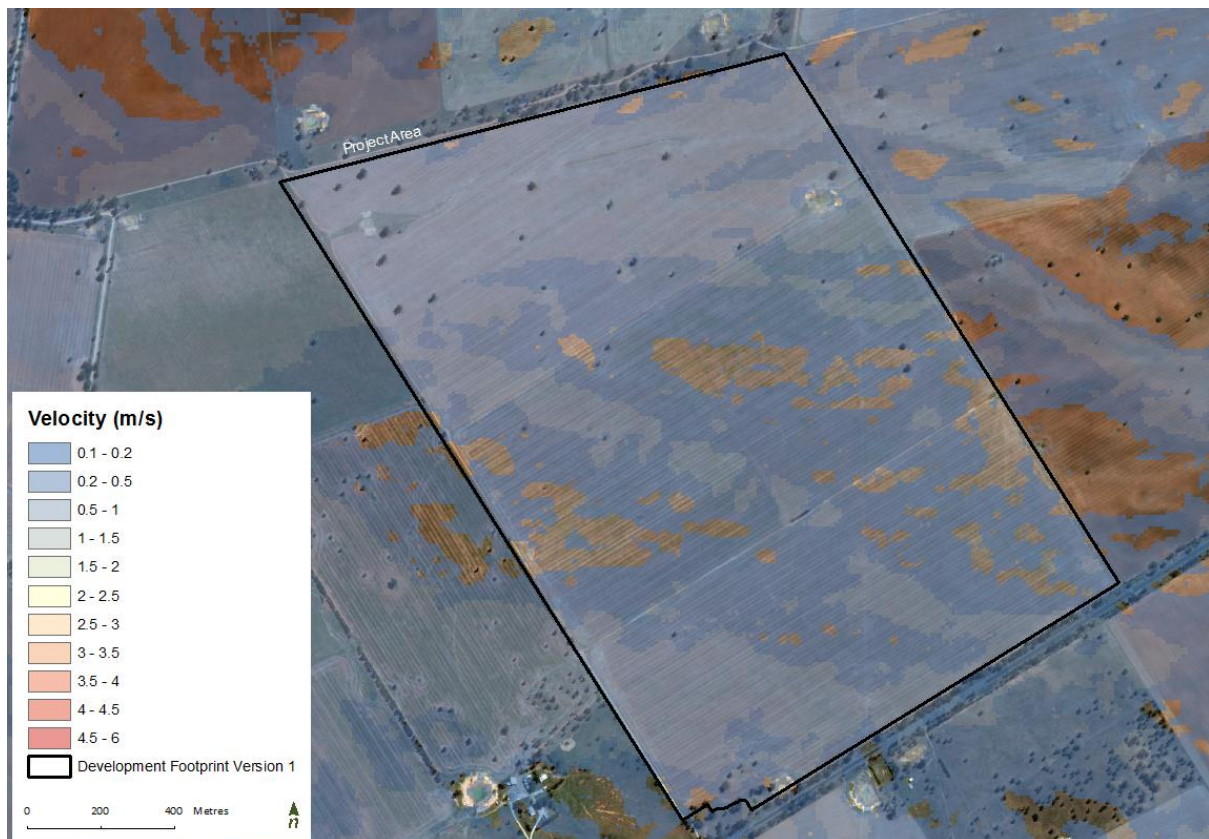 Project Area
Velocity (m/s)
0.1 - 0.2
0.2 - 0.5
0.5 - 1
1 - 1.5
1.5 - 2
2 - 2.5
2.5 - 3
3 - 3.5
3.5 - 4
4 - 4.5
4.5 - 6
Development Footprint Version 1
0 200 400 Metres